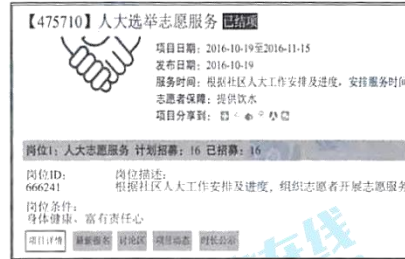 【475710】人大选举志愿服务 已结项
项目日期：2016-10-19至2016-11-15
发布日期：2016-10-19
服务时间：根据社区人大工作安排及进度，安排服务时间
志愿者保障：提供饮水
项目分享到：
岗位1：人大志愿服务 计划招募：16 已招募：16
岗位ID： 岗位描述：
666241 根据社区人大工作安排及进度，组织志愿者开展志愿服务
岗位条件：
身体健康，富有责任心
项目详情 最新报名 讨论区 项目动态 时长公示
在线